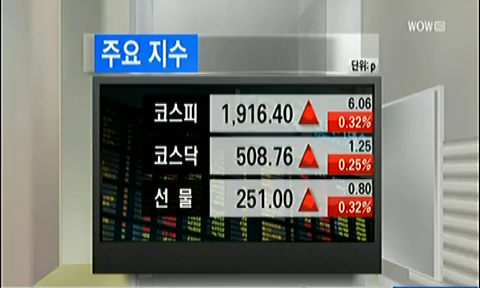 WOW HD
주요 지수
단위: p
코스피 1,916.40 ▲ 6.06 0.32%
코스닥 508.76 ▲ 1.25 0.25%
선 물 251.00 ▲ 0.80 0.32%